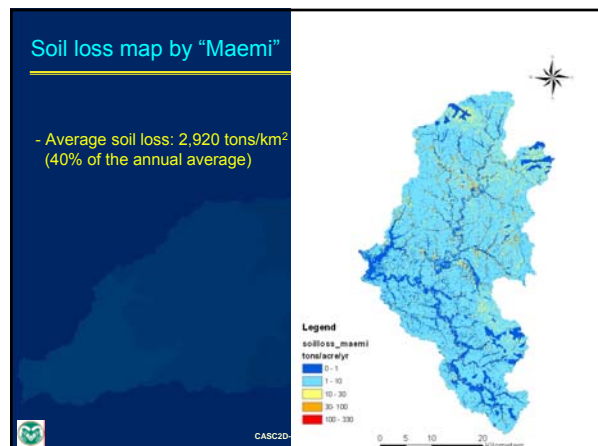 Soil loss map by “Maemi”
- Average soil loss: 2,920 tons/km²
(40% of the annual average)
Legend
soilloss_maemi
tons/acre/yr
0 - 1
1 - 10
10 - 30
30- 100
100 - 330
0 5 10 20
CASC2D-